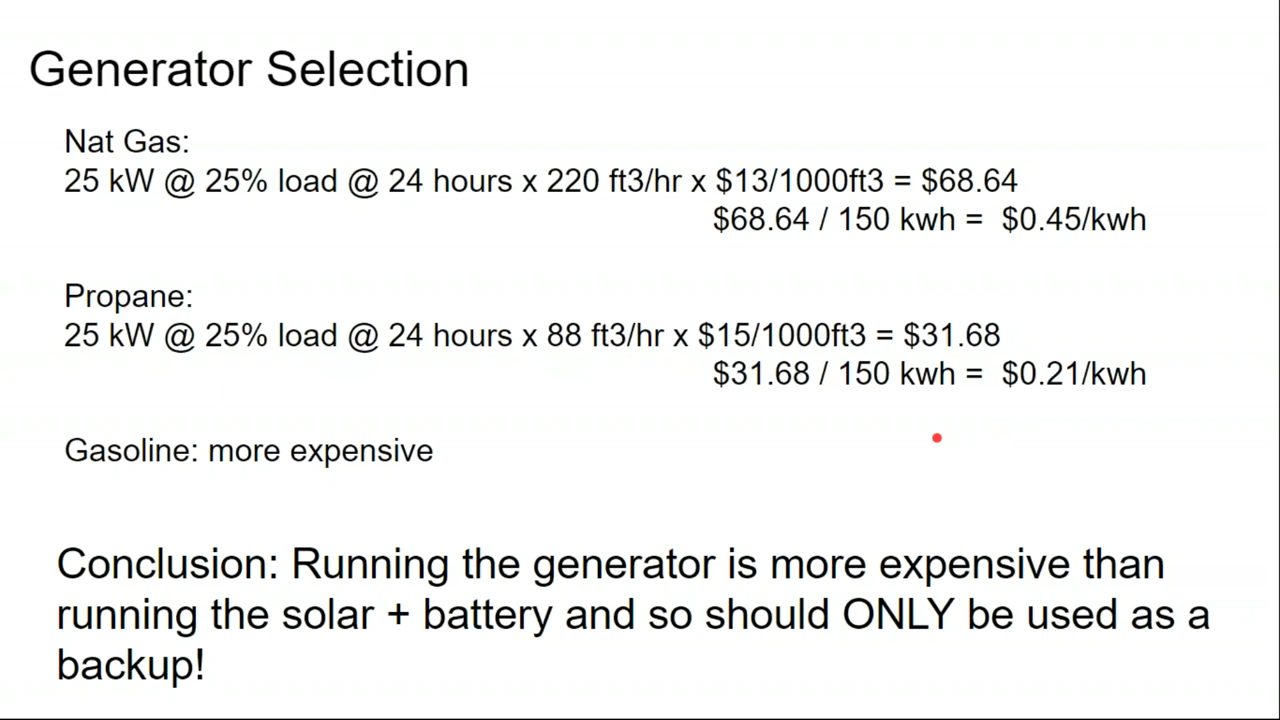 Generator Selection
Nat Gas:
25 kW @ 25% load @ 24 hours x 220 ft3/hr x $13/1000ft3 = $68.64
$68.64 / 150 kwh = $0.45/kwh
Propane:
25 kW @ 25% load @ 24 hours x 88 ft3/hr x $15/1000ft3 = $31.68
$31.68 / 150 kwh = $0.21/kwh
Gasoline: more expensive
Conclusion: Running the generator is more expensive than
running the solar + battery and so should ONLY be used as a
backup!